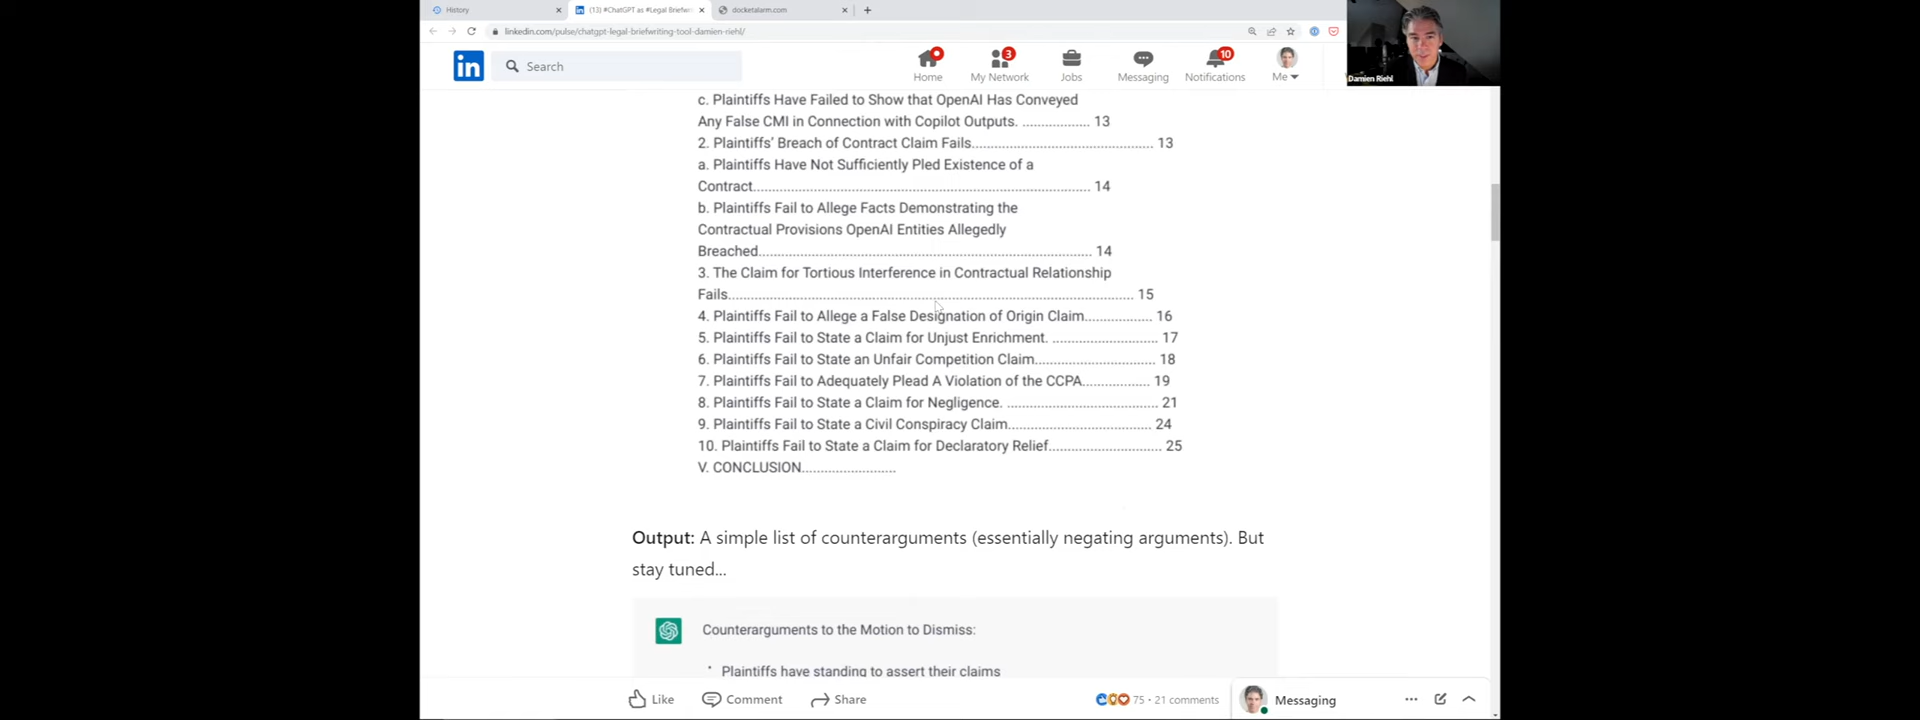 History
(13) #ChatGPT as #Legal Briefwri
docketalarm.com
linkedin.com/pulse/chatgpt-legal-briefwriting-tool-damien-riehl/
Damien Riehl
in
Search
Home
3
My Network
Jobs
Messaging
10
Notifications
Me
c. Plaintiffs Have Failed to Show that OpenAI Has Conveyed
Any False CMI in Connection with Copilot Outputs. ................. 13
2. Plaintiffs' Breach of Contract Claim Fails.............................................. 13
a. Plaintiffs Have Not Sufficiently Pled Existence of a
Contract..................................................................................... 14
b. Plaintiffs Fail to Allege Facts Demonstrating the
Contractual Provisions OpenAI Entities Allegedly
Breached.................................................................................... 14
3. The Claim for Tortious Interference in Contractual Relationship
Fails...................................................................................................... 15
4. Plaintiffs Fail to Allege a False Designation of Origin Claim................. 16
5. Plaintiffs Fail to State a Claim for Unjust Enrichment. .......................... 17
6. Plaintiffs Fail to State an Unfair Competition Claim.............................. 18
7. Plaintiffs Fail to Adequately Plead A Violation of the CCPA................. 19
8. Plaintiffs Fail to State a Claim for Negligence. ...................................... 21
9. Plaintiffs Fail to State a Civil Conspiracy Claim.................................... 24
10. Plaintiffs Fail to State a Claim for Declaratory Relief............................ 25
V. CONCLUSION........................
Output: A simple list of counterarguments (essentially negating arguments). But
stay tuned...
Counterarguments to the Motion to Dismiss:
• Plaintiffs have standing to assert their claims
Like
Comment
Share
75 • 21 comments
Messaging